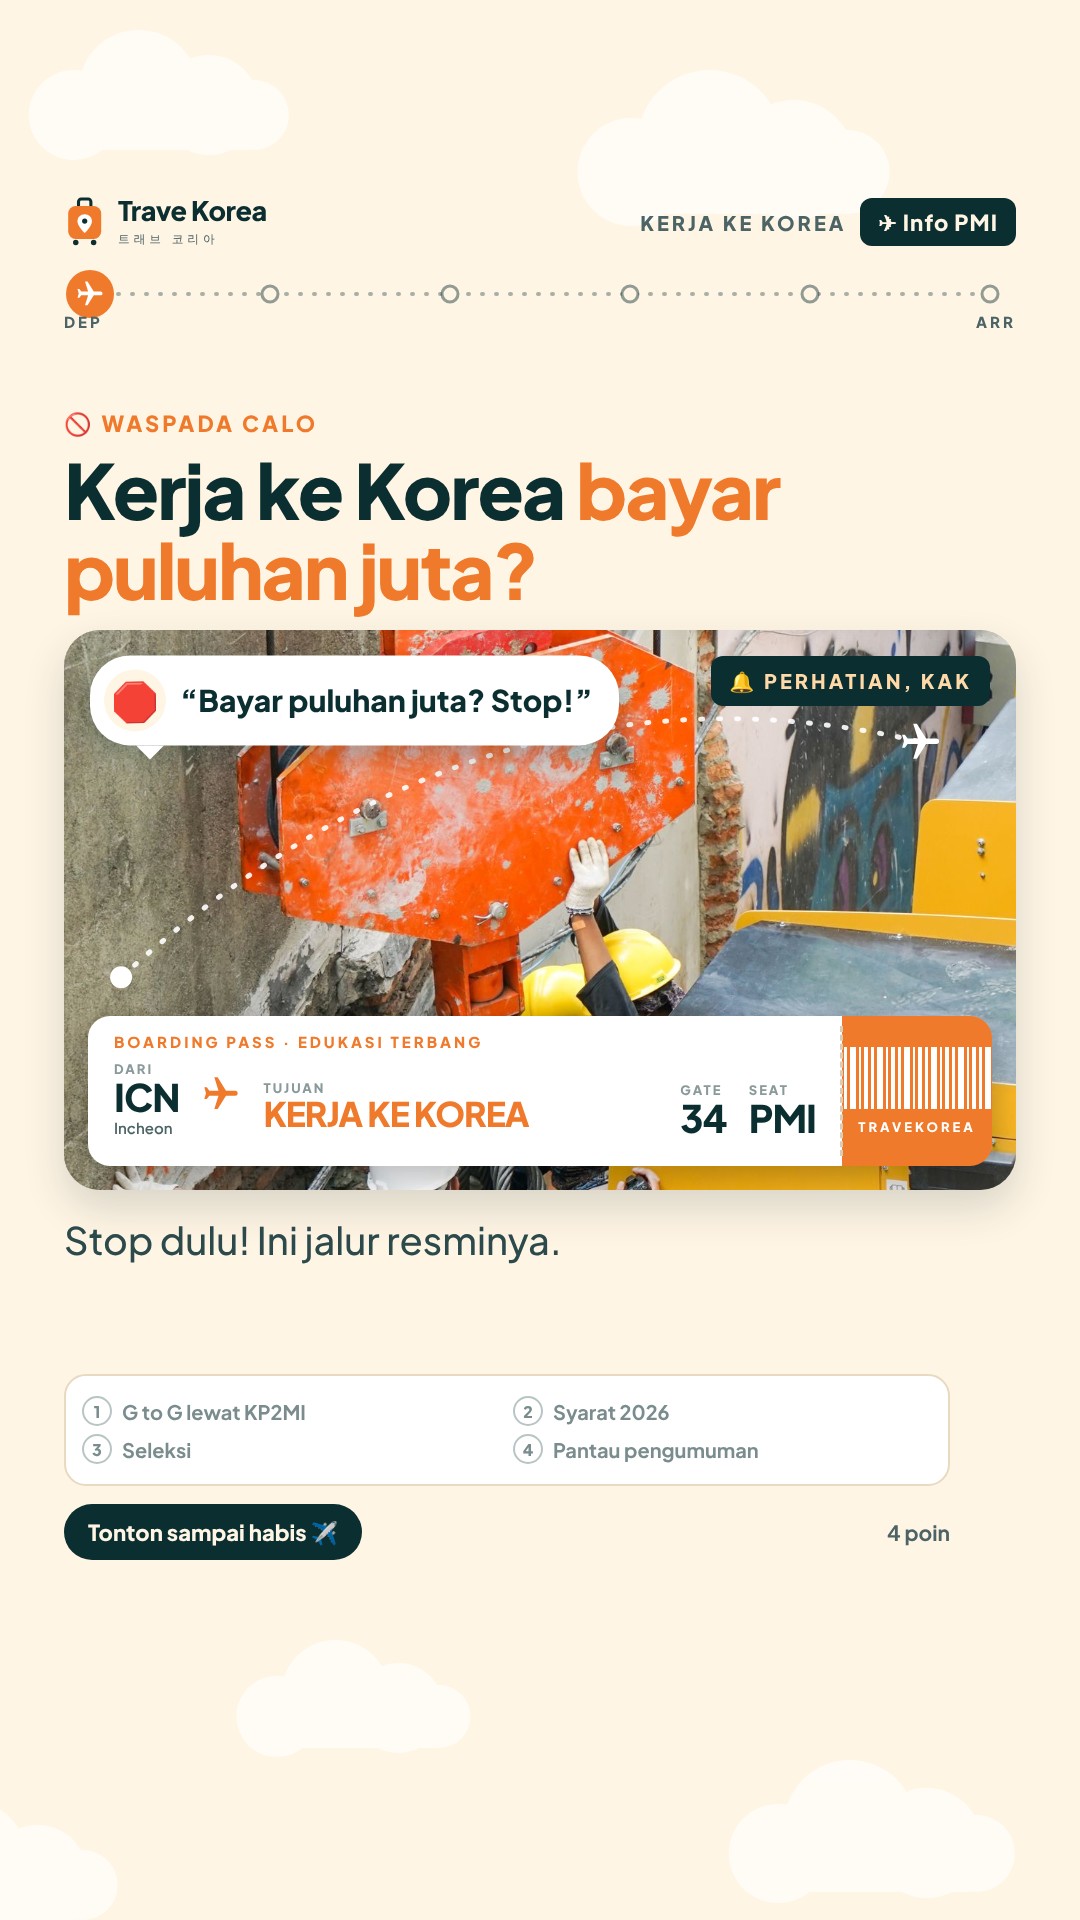 Trave Korea
트래브 코리아
KERJA KE KOREA
✈ Info PMI
DEP
ARR
🚫 WASPADA CALO
Kerja ke Korea bayar
puluhan juta?
🛑 “Bayar puluhan juta? Stop!”
🔔 PERHATIAN, KAK
BOARDING PASS · EDUKASI TERBANG
DARI
ICN
Incheon
TUJUAN
KERJA KE KOREA
GATE
34
SEAT
PMI
TRAVEKOREA
Stop dulu! Ini jalur resminya.
1 G to G lewat KP2MI
2 Syarat 2026
3 Seleksi
4 Pantau pengumuman
Tonton sampai habis ✈️
4 poin